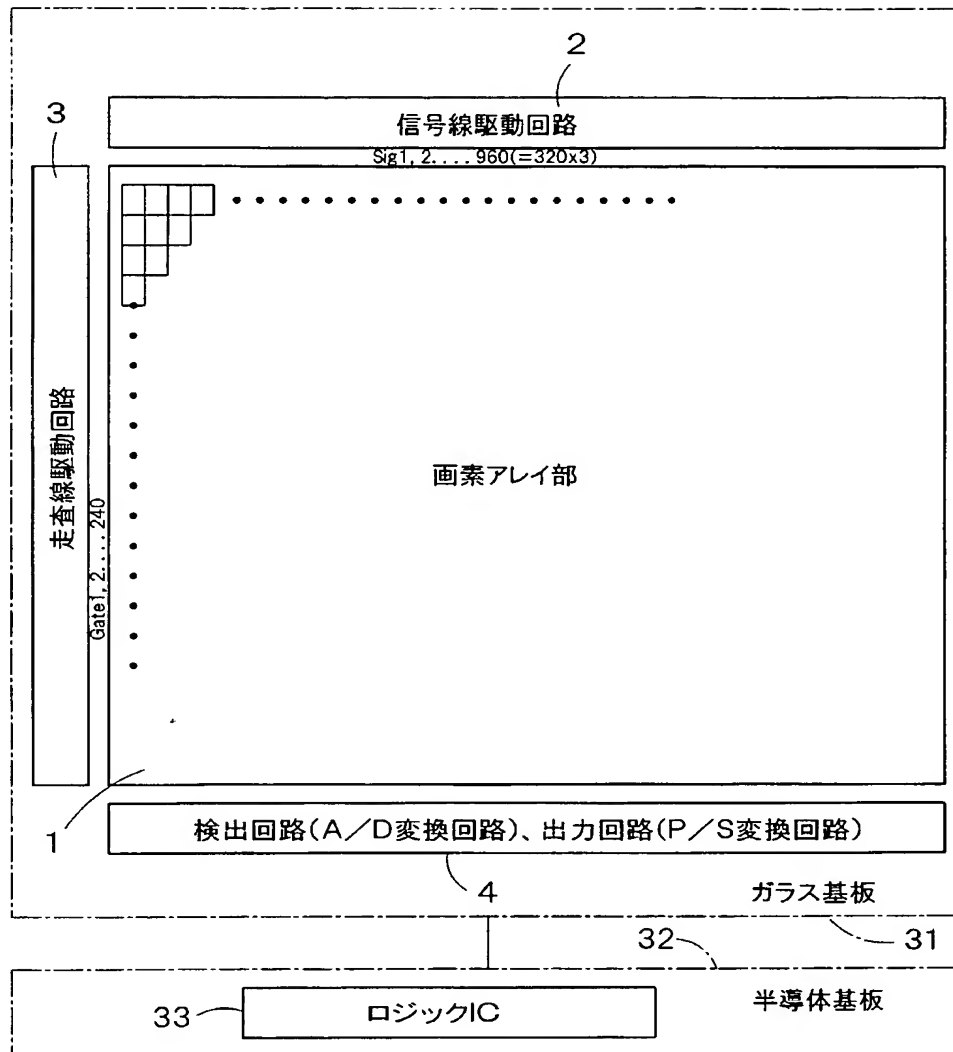 2
3
信号線駆動回路
Sig1, 2....960(=320x3)
走査線駆動回路
Gate1, 2....240
画素アレイ部
1
検出回路(A/D変換回路)、出力回路(P/S変換回路)
4
ガラス基板
31
32
半導体基板
33
ロジックIC